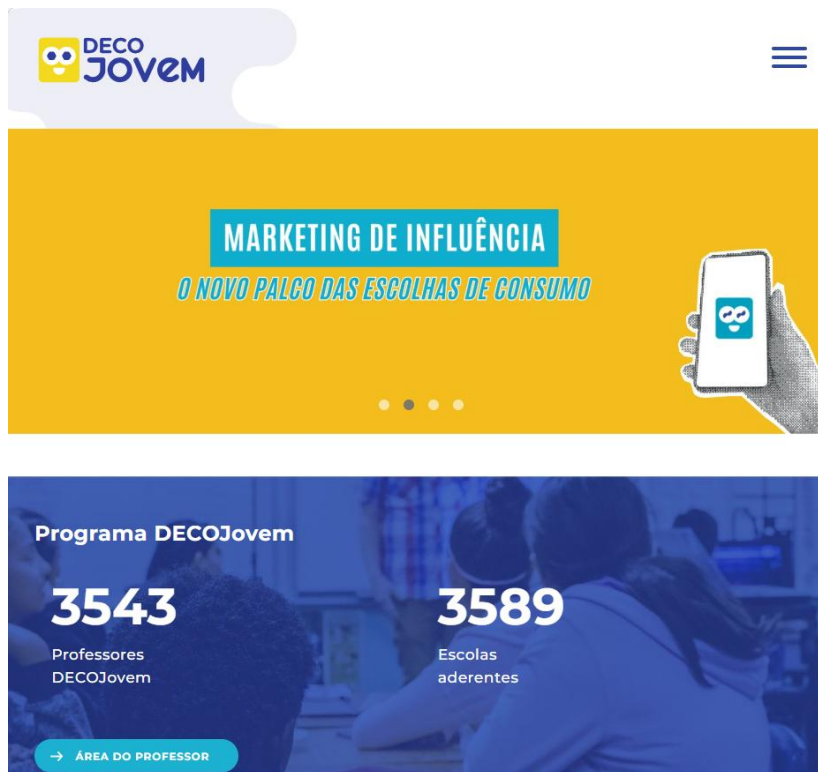 DECO
JOVEM
MARKETING DE INFLUÊNCIA
O NOVO PALCO DAS ESCOLHAS DE CONSUMO
Programa DECOJovem
3543
Professores
DECOJovem
3589
Escolas
aderentes
→ ÁREA DO PROFESSOR